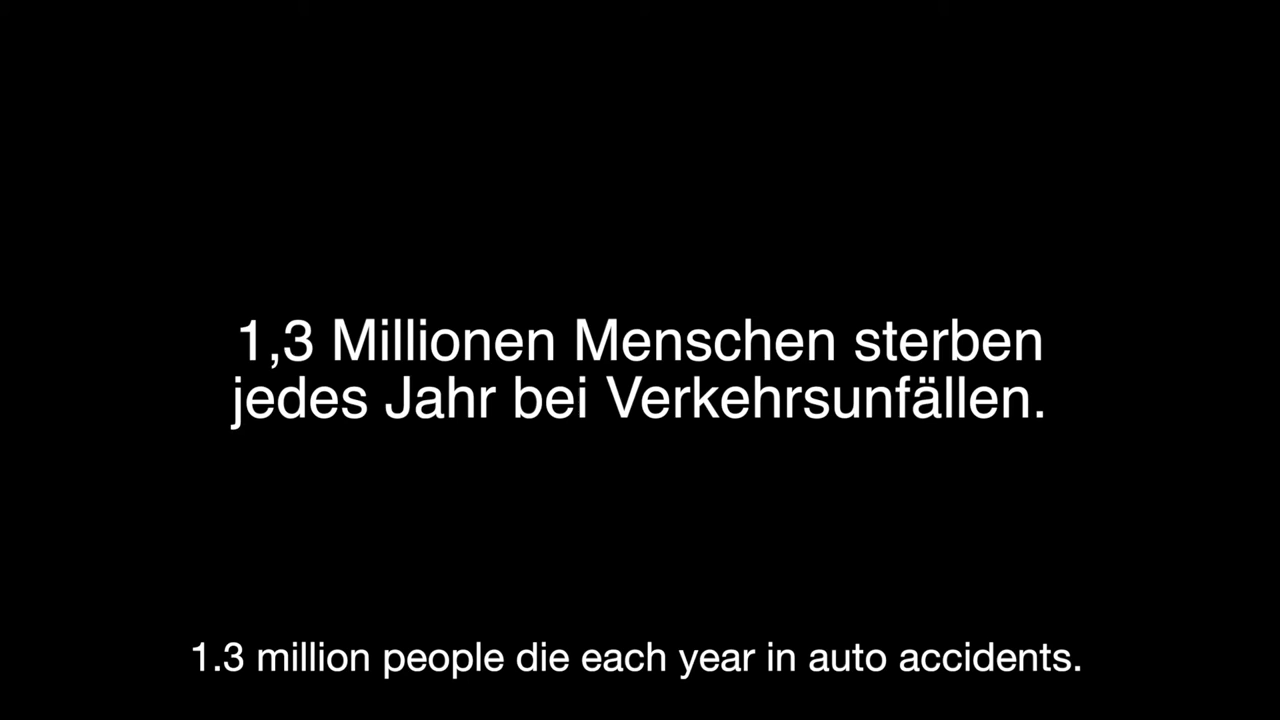 1,3 Millionen Menschen sterben
jedes Jahr bei Verkehrsunfällen.
1.3 million people die each year in auto accidents.